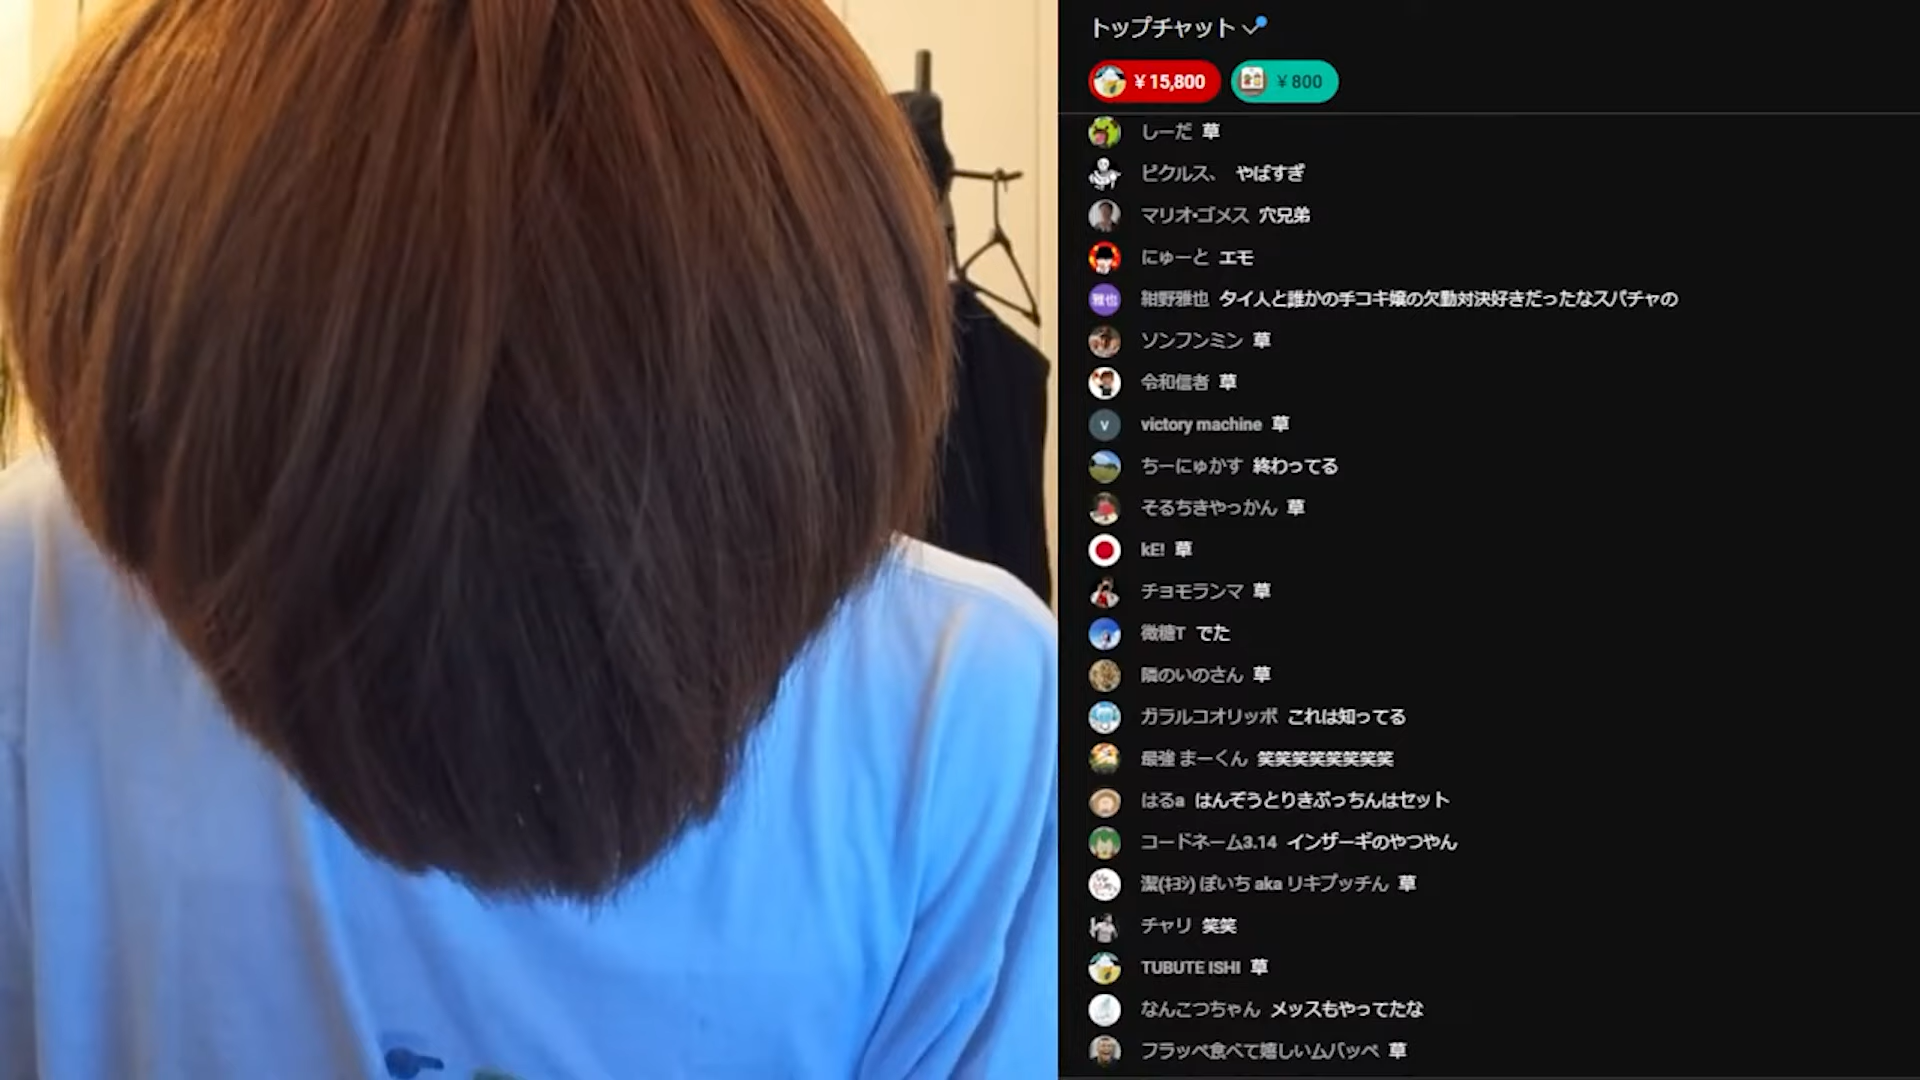 トップチャット
￥15,800 ￥800
しーだ 草
ピクルス、 やばすぎ
マリオ・ゴメス 穴兄弟
にゅーと エモ
雅也 紺野雅也 タイ人と誰かの手コキ嬢の欠勤対決好きだったなスパチャの
ソンフンミン 草
令和信者 草
V victory machine 草
ちーにゅかす 終わってる
そるちきやっかん 草
kE! 草
チョモランマ 草
微糖T でた
隣のいのさん 草
ガラルコオリッポ これは知ってる
最強 まーくん 笑笑笑笑笑笑笑笑
はるa はんぞうとりきぷっちんはセット
コードネーム3.14 インザーギのやつやん
潔(ｷﾖｼ) ぽいち aka リキプッチん 草
チャリ 笑笑
TUBUTE ISHI 草
なんこつちゃん メッスもやってたな
フラッペ食べて嬉しいムバッペ 草